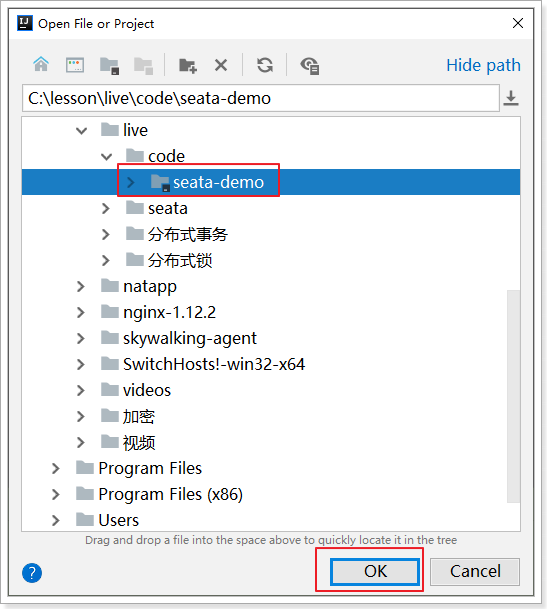 Open File or Project
Hide path
C:\lesson\live\code\seata-demo
live
code
seata-demo
seata
分布式事务
分布式锁
natapp
nginx-1.12.2
skywalking-agent
SwitchHosts!-win32-x64
videos
加密
视频
Program Files
Program Files (x86)
Users
Drag and drop a file into the space above to quickly locate it in the tree
? OK Cancel